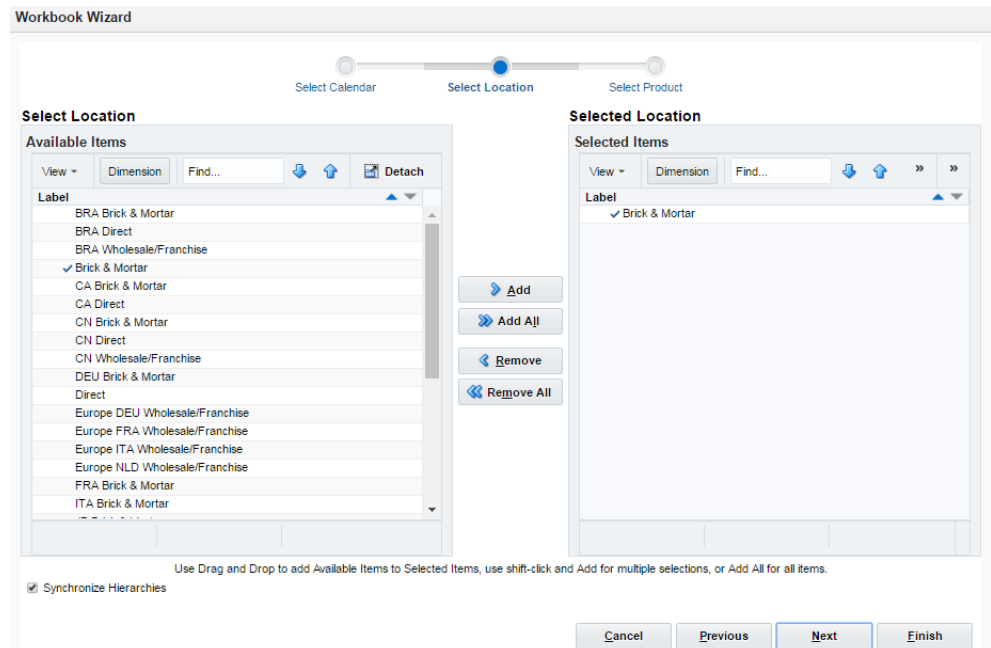 Workbook Wizard
Select Calendar
Select Location
Select Product
Select Location
Available Items
View
Dimension
Find...
Detach
Label
BRA Brick & Mortar
BRA Direct
BRA Wholesale/Franchise
Brick & Mortar
CA Brick & Mortar
CA Direct
CN Brick & Mortar
CN Direct
CN Wholesale/Franchise
DEU Brick & Mortar
Direct
Europe DEU Wholesale/Franchise
Europe FRA Wholesale/Franchise
Europe ITA Wholesale/Franchise
Europe NLD Wholesale/Franchise
FRA Brick & Mortar
ITA Brick & Mortar
Add
Add All
Remove
Remove All
Selected Location
Selected Items
View
Dimension
Find...
»
»
Label
Brick & Mortar
Use Drag and Drop to add Available Items to Selected Items, use shift-click and Add for multiple selections, or Add All for all items.
Synchronize Hierarchies
Cancel
Previous
Next
Finish